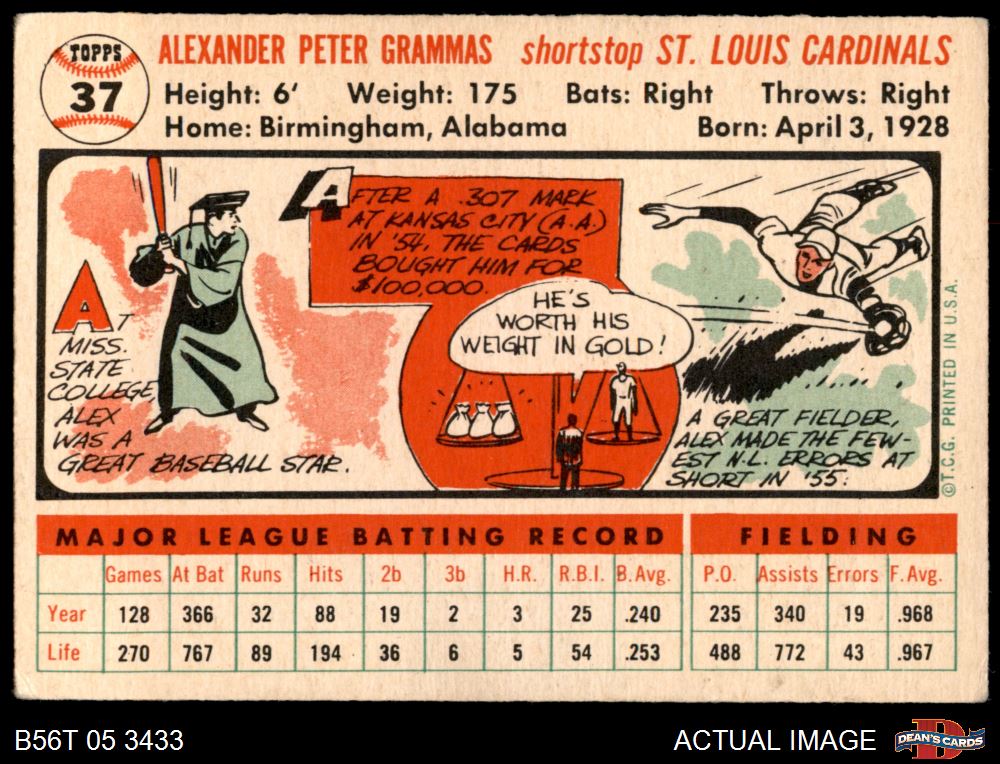 TOPPS
37
ALEXANDER PETER GRAMMAS shortstop ST. LOUIS CARDINALS
Height: 6' Weight: 175 Bats: Right Throws: Right
Home: Birmingham, Alabama Born: April 3, 1928
AT
MISS.
STATE
COLLEGE,
ALEX
WAS A
GREAT BASEBALL STAR.
AFTER A .307 MARK
AT KANSAS CITY (A.A.)
IN '54, THE CARDS
BOUGHT HIM FOR
$100,000.
HE'S
WORTH HIS
WEIGHT IN GOLD!
A GREAT FIELDER,
ALEX MADE THE FEW-
EST N.L. ERRORS AT
SHORT IN '55.
©T.C.G. PRINTED IN U.S.A.
MAJOR LEAGUE BATTING RECORD FIELDING
Games At Bat Runs Hits 2b 3b H.R. R.B.I. B.Avg. P.O. Assists Errors F.Avg.
Year 128 366 32 88 19 2 3 25 .240 235 340 19 .968
Life 270 767 89 194 36 6 5 54 .253 488 772 43 .967
B56T 05 3433 ACTUAL IMAGE DEAN'S CARDS